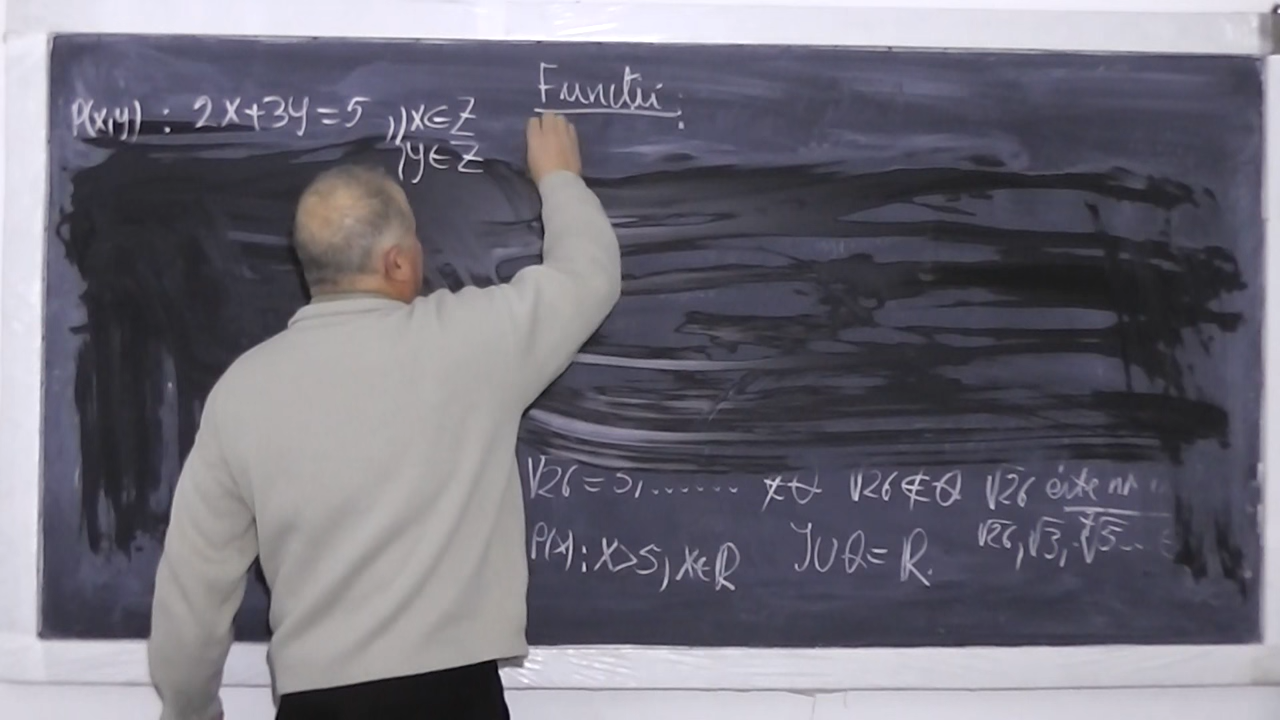 Functii
P(x,y) : 2x+3y=5 , x∈Z
y∈Z
√26=5,....... ∉Q √26∉Q √26 este nr
P(x): x>5, x∈R I∪Q=R. √26, √3, √5...